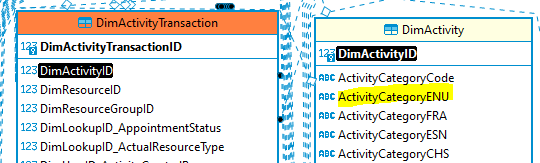 DimActivityTransaction
123 DimActivityTransactionID
123 DimActivityID
123 DimResourceID
123 DimResourceGroupID
123 DimLookupID_AppointmentStatus
123 DimLookupID_ActualResourceType
DimActivity
123 DimActivityID
ABC ActivityCategoryCode
ABC ActivityCategoryENU
ABC ActivityCategoryFRA
ABC ActivityCategoryESN
ABC ActivityCategoryCHS